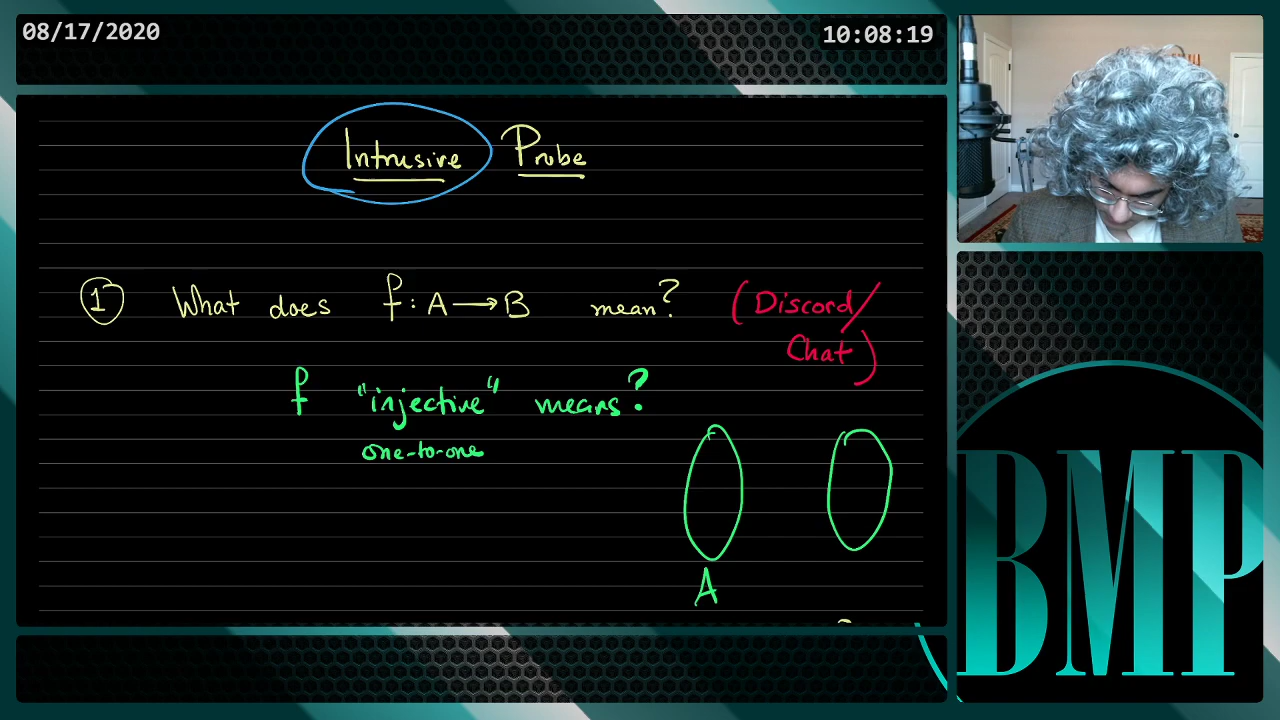 08/17/2020
10:08:19
Intrusive Probe
1 What does f: A → B mean? (Discord/
Chat)
f "injective" means?
one-to-one
A
BMP